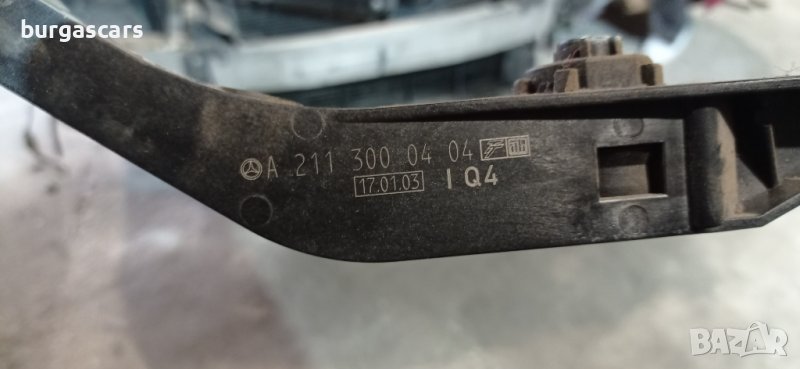 burgascars
A 211 300 04 04
17.01.03 I Q4
BAZAR